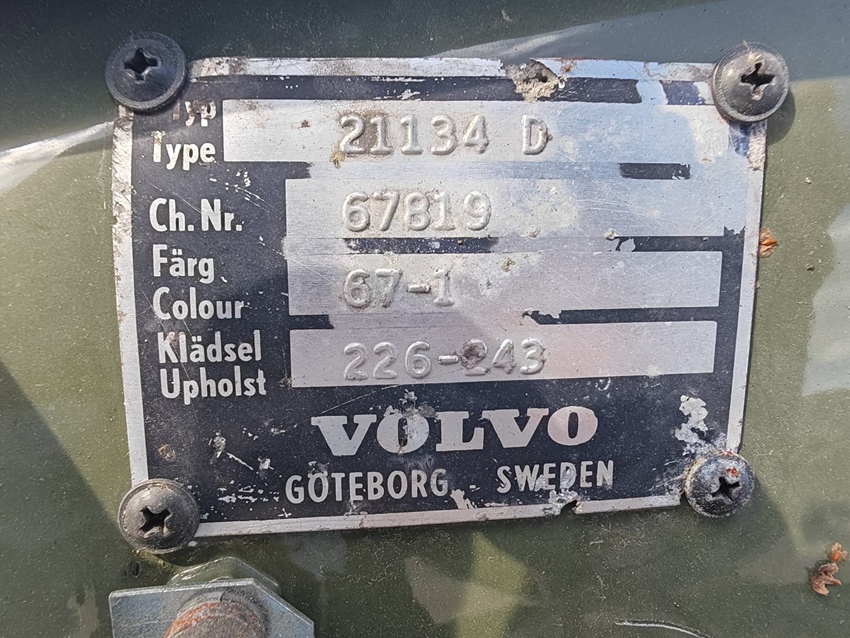 Typ 21134 D
Type
Ch. Nr. 67819
Färg 67-1
Colour
Klädsel 226-243
Upholst
VOLVO
GÖTEBORG SWEDEN